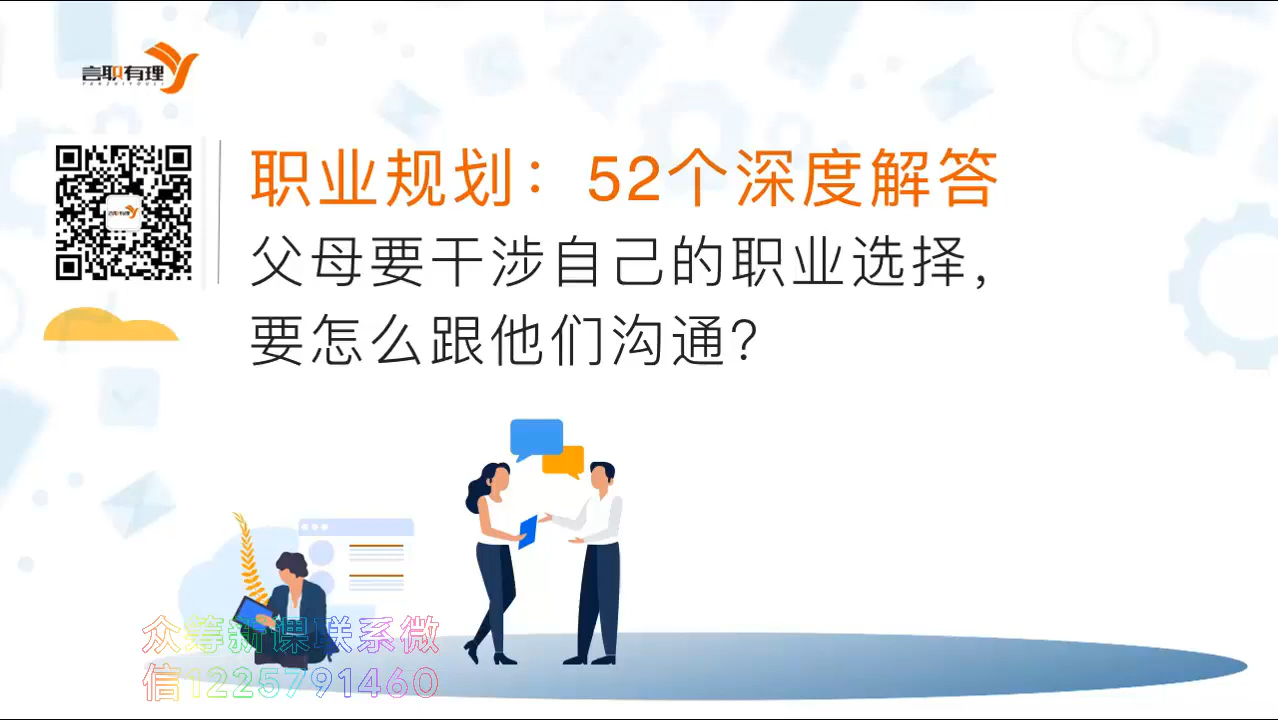 言职有理
职业规划：52个深度解答
父母要干涉自己的职业选择，
要怎么跟他们沟通？
众筹新课联系微
信1225791460